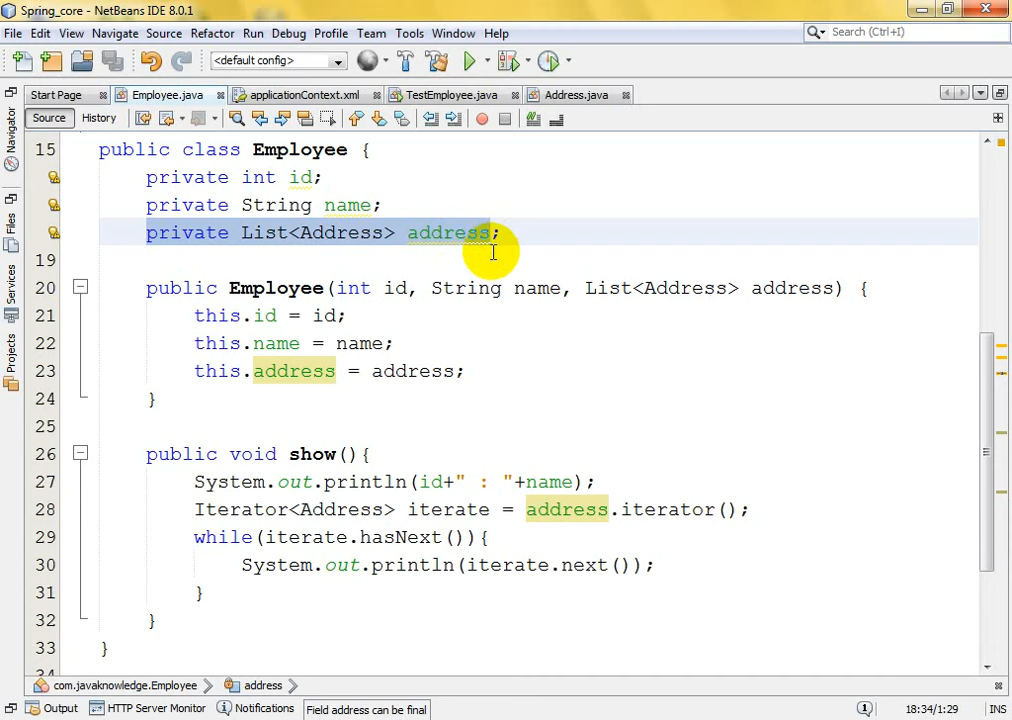 Spring_core - NetBeans IDE 8.0.1
File Edit View Navigate Source Refactor Run Debug Profile Team Tools Window Help
Search (Ctrl+I)
<default config>
Start Page Employee.java applicationContext.xml TestEmployee.java Address.java
Source History
Navigator
Files
Services
Projects
15 public class Employee {
private int id;
private String name;
private List<Address> address;
19
20 public Employee(int id, String name, List<Address> address) {
21 this.id = id;
22 this.name = name;
23 this.address = address;
24 }
25
26 public void show(){
27 System.out.println(id+" : "+name);
28 Iterator<Address> iterate = address.iterator();
29 while(iterate.hasNext()){
30 System.out.println(iterate.next());
31 }
32 }
33 }
34
com.javaknowledge.Employee address
Output HTTP Server Monitor Notifications Field address can be final 18:34/1:29 INS